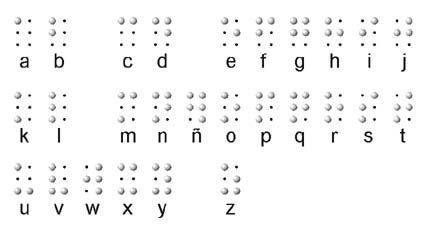 a b c d e f g h i j
k l m n ñ o p q r s t
u v w x y z